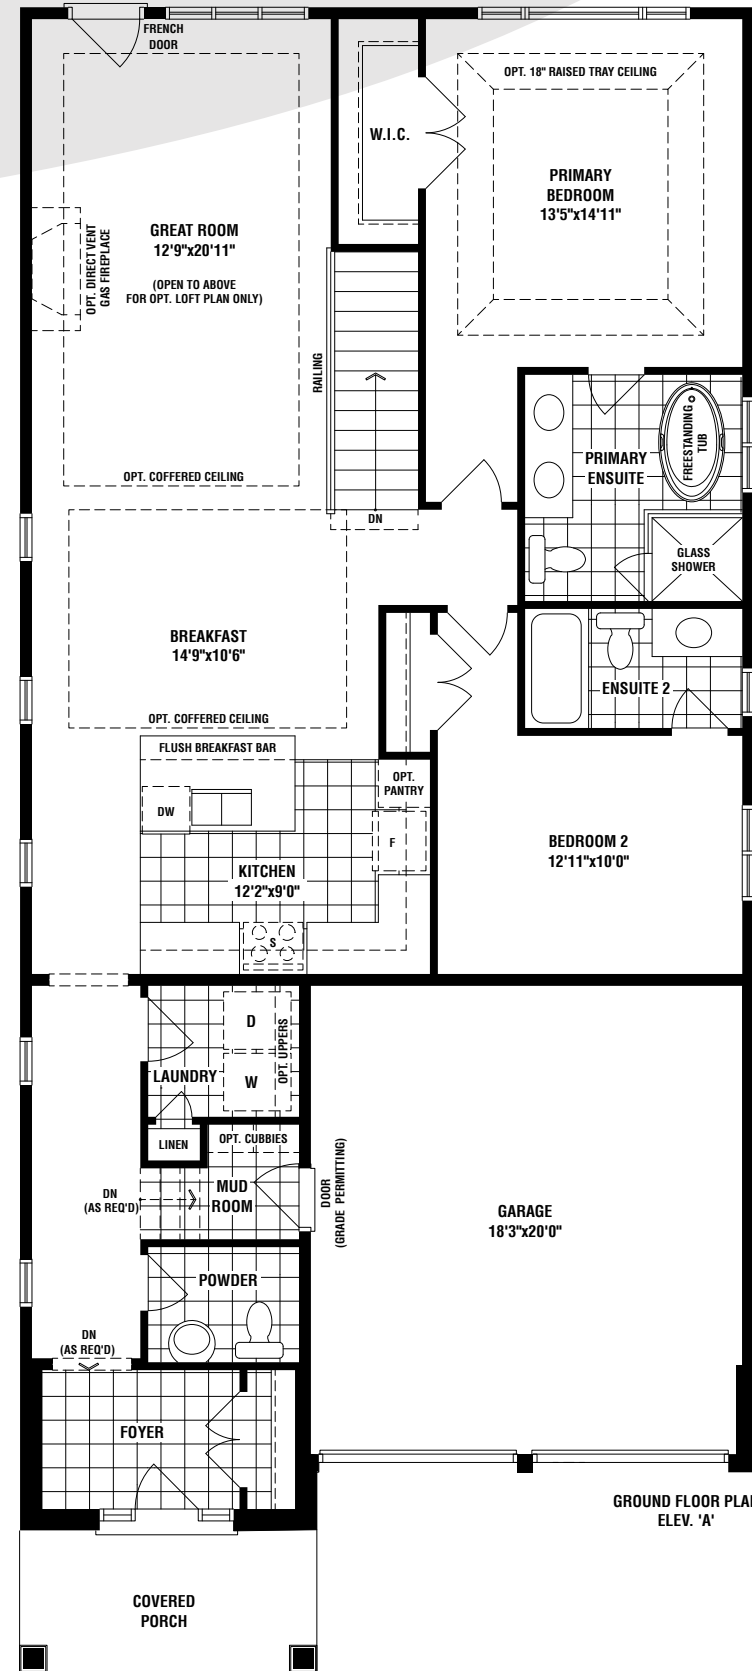 FRENCH
DOOR
OPT. 18" RAISED TRAY CEILING
W.I.C.
PRIMARY
BEDROOM
13'5"x14'11"
GREAT ROOM
12'9"x20'11"
(OPEN TO ABOVE
FOR OPT. LOFT PLAN ONLY)
OPT. DIRECT VENT
GAS FIREPLACE
RAILING
OPT. COFFERED CEILING
DN
PRIMARY
ENSUITE
FREESTANDING
TUB
GLASS
SHOWER
BREAKFAST
14'9"x10'6"
OPT. COFFERED CEILING
ENSUITE 2
FLUSH BREAKFAST BAR
OPT.
PANTRY
DW
F
KITCHEN
12'2"x9'0"
S
BEDROOM 2
12'11"x10'0"
D
W
OPT. UPPERS
LAUNDRY
LINEN
OPT. CUBBIES
MUD
ROOM
DN
(AS REQ'D)
DOOR
(GRADE PERMITTING)
GARAGE
18'3"x20'0"
POWDER
DN
(AS REQ'D)
FOYER
GROUND FLOOR PLAN
ELEV. 'A'
COVERED
PORCH